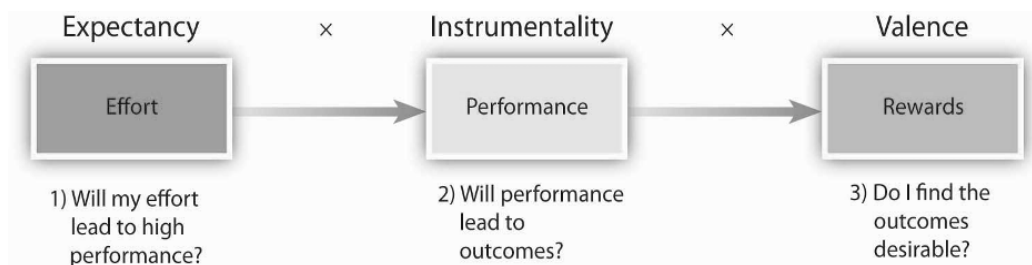 Expectancy × Instrumentality × Valence
Effort
Performance
Rewards
1) Will my effort
lead to high
performance?
2) Will performance
lead to
outcomes?
3) Do I find the
outcomes
desirable?